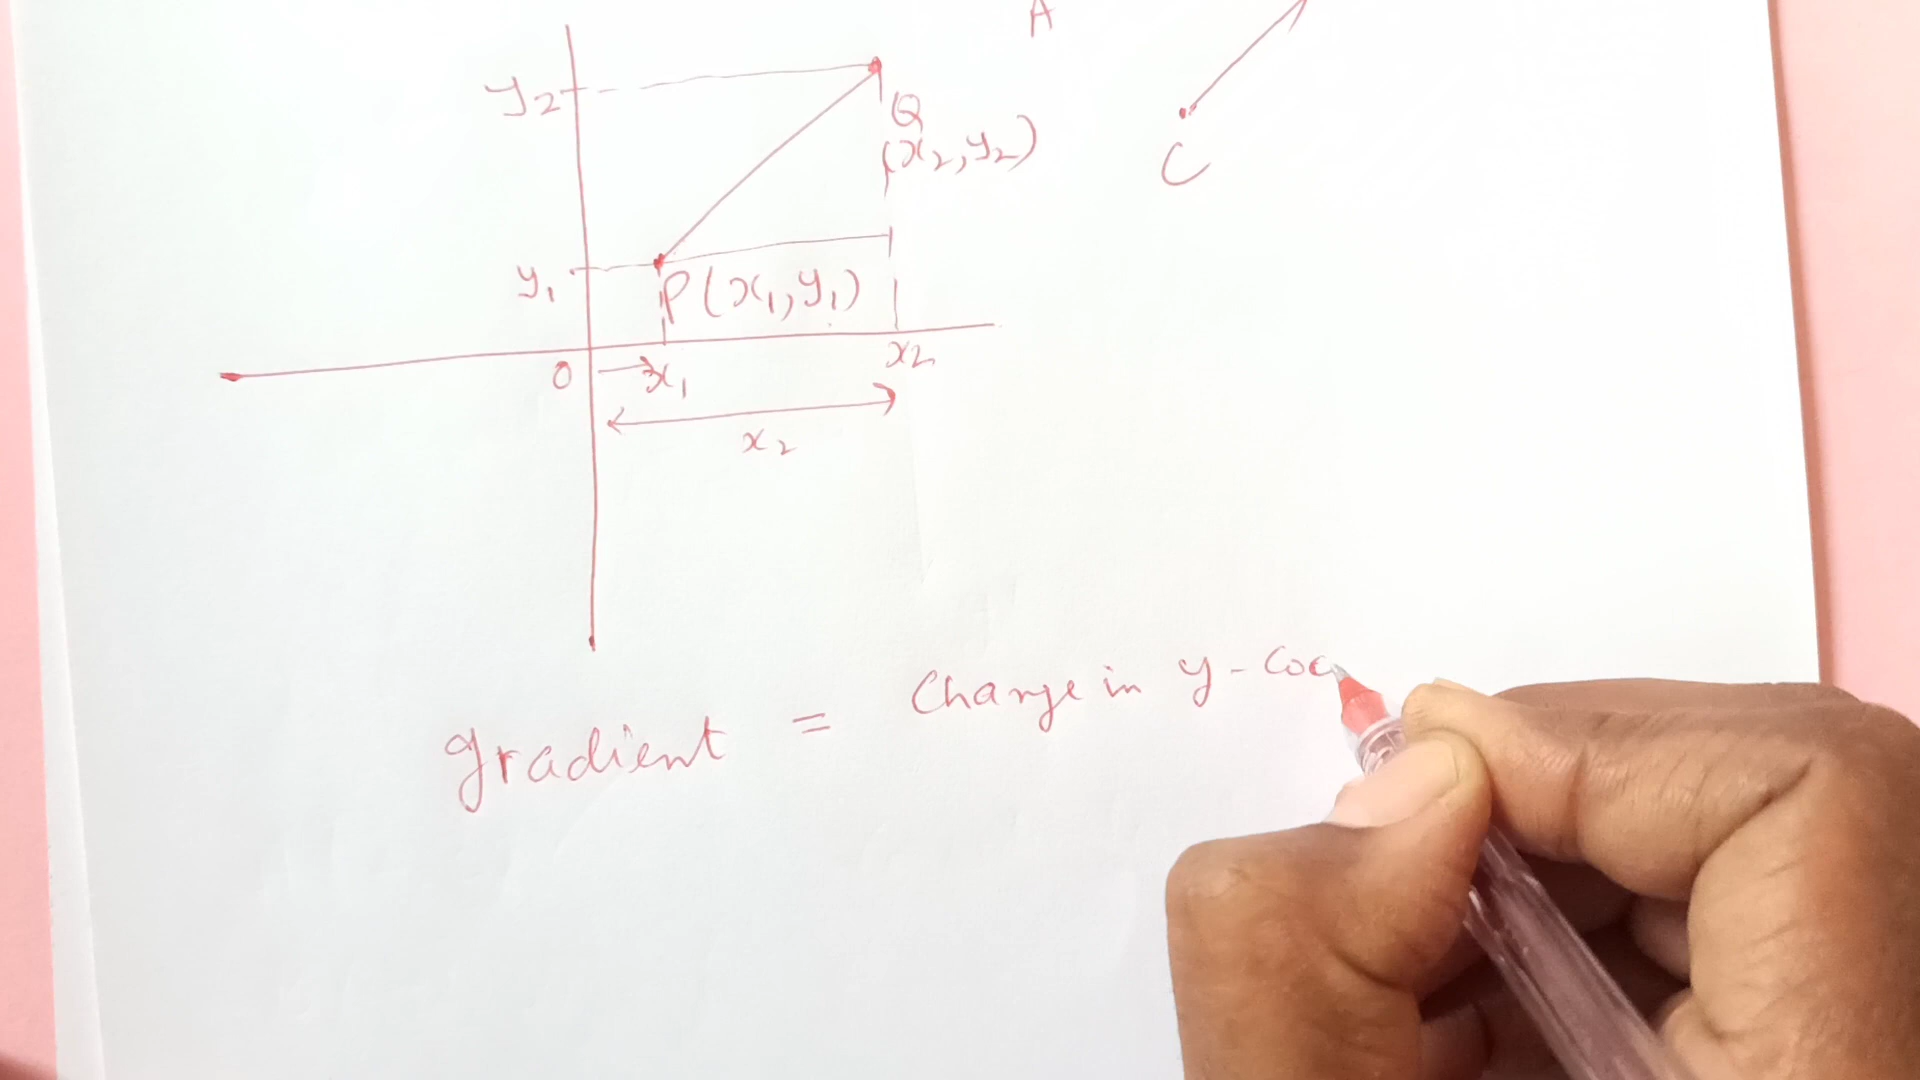 A
y2
Q
(x2, y2)
C
y1
P(x1, y1)
0
x1
x2
x2
gradient = Change in y - Coo